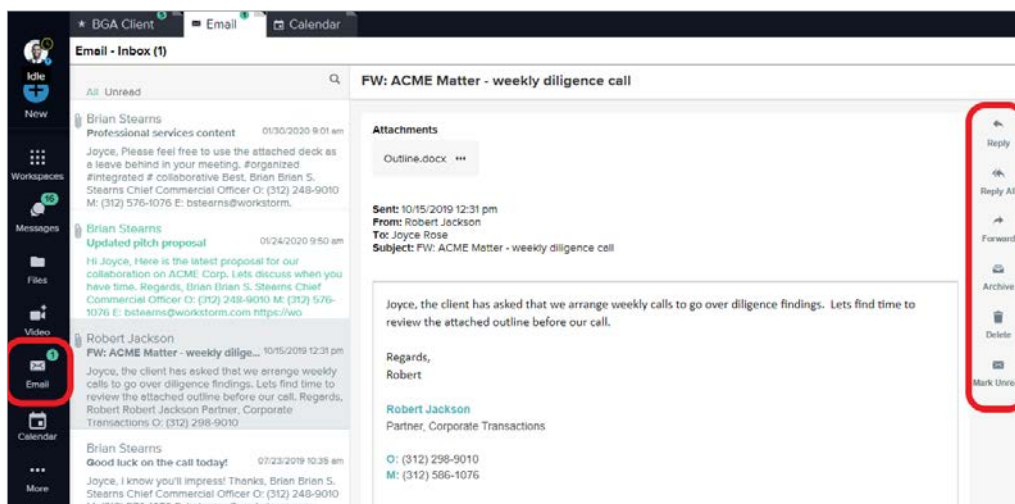 BGA Client 5
Email 1
Calendar
Email - Inbox (1)
Idle
New
Workspaces
16
Messages
Files
Video
1
Email
Calendar
More
All Unread
Brian Stearns
Professional services content 01/30/2020 9:01 am
Joyce, Please feel free to use the attached deck as
a leave behind in your meeting. #organized
#integrated # collaborative Best, Brian Brian S.
Stearns Chief Commercial Officer O: (312) 248-9010
M: (312) 576-1076 E: bstearns@workstorm.
Brian Stearns
Updated pitch proposal 01/24/2020 9:50 am
Hi Joyce, Here is the latest proposal for our
collaboration on ACME Corp. Lets discuss when you
have time. Regards, Brian Brian S. Stearns Chief
Commercial Officer O: (312) 248-9010 M: (312) 576-
1076 E: bstearns@workstorm.com https://wo
Robert Jackson
FW: ACME Matter - weekly dilige... 10/15/2019 12:31 pm
Joyce, the client has asked that we arrange weekly
calls to go over diligence findings. Lets find time to
review the attached outline before our call. Regards,
Robert Robert Jackson Partner, Corporate
Transactions O: (312) 298-9010
Brian Stearns
Good luck on the call today! 07/23/2019 10:35 am
Joyce, I know you'll impress! Thanks, Brian Brian S.
Stearns Chief Commercial Officer O: (312) 248-9010
FW: ACME Matter - weekly diligence call
Attachments
Outline.docx
Sent: 10/15/2019 12:31 pm
From: Robert Jackson
To: Joyce Rose
Subject: FW: ACME Matter - weekly diligence call
Joyce, the client has asked that we arrange weekly calls to go over diligence findings. Lets find time to
review the attached outline before our call.
Regards,
Robert
Robert Jackson
Partner, Corporate Transactions
O: (312) 298-9010
M: (312) 586-1076
Reply
Reply Al
Forward
Archive
Delete
Mark Unre